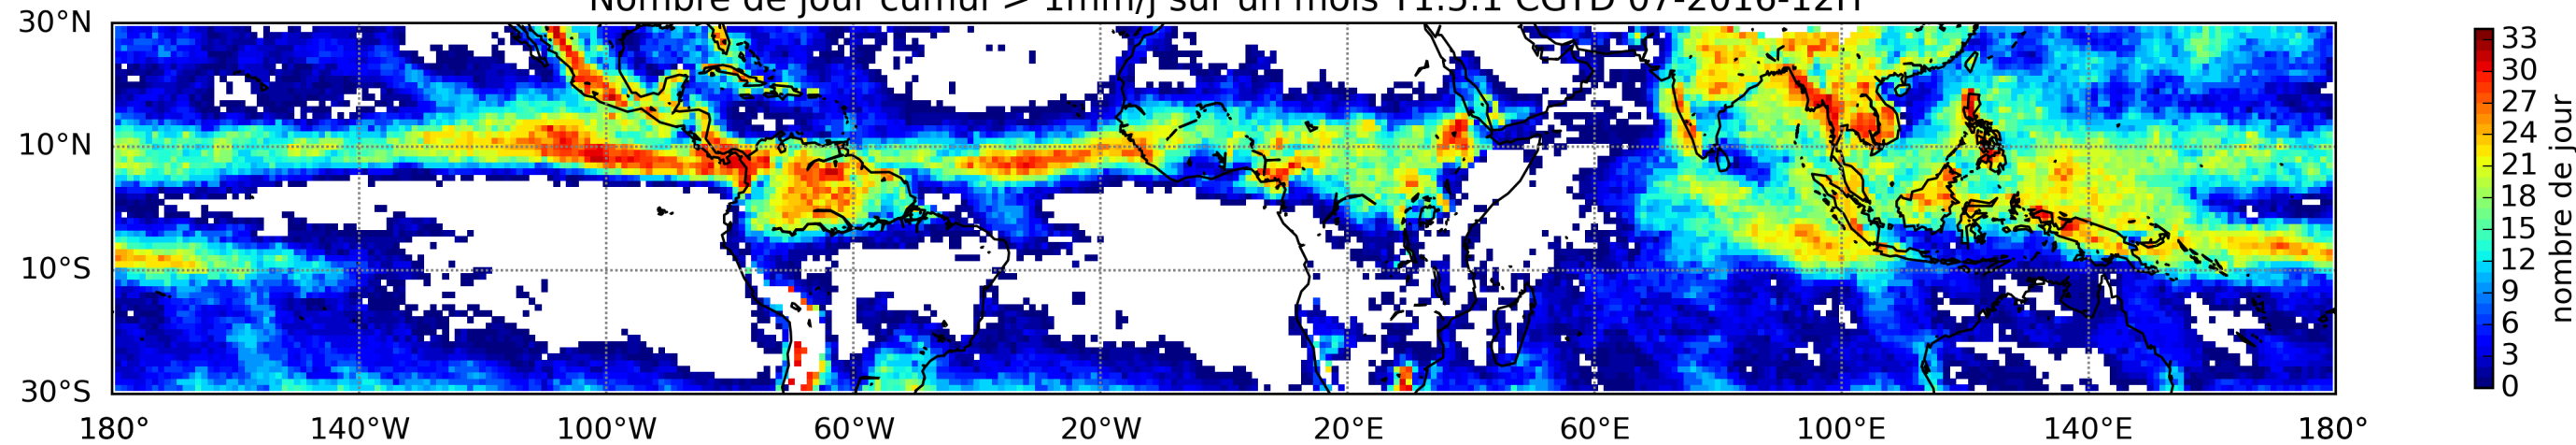 Nombre de jour cumul > 1mm/j sur un mois T1.5.1 CGTD 07-2016-12H
30°N
10°N
10°S
30°S
180° 140°W 100°W 60°W 20°W 20°E 60°E 100°E 140°E 180°
33
30
27
24
21
18
15
12
9
6
3
0
nombre de jour